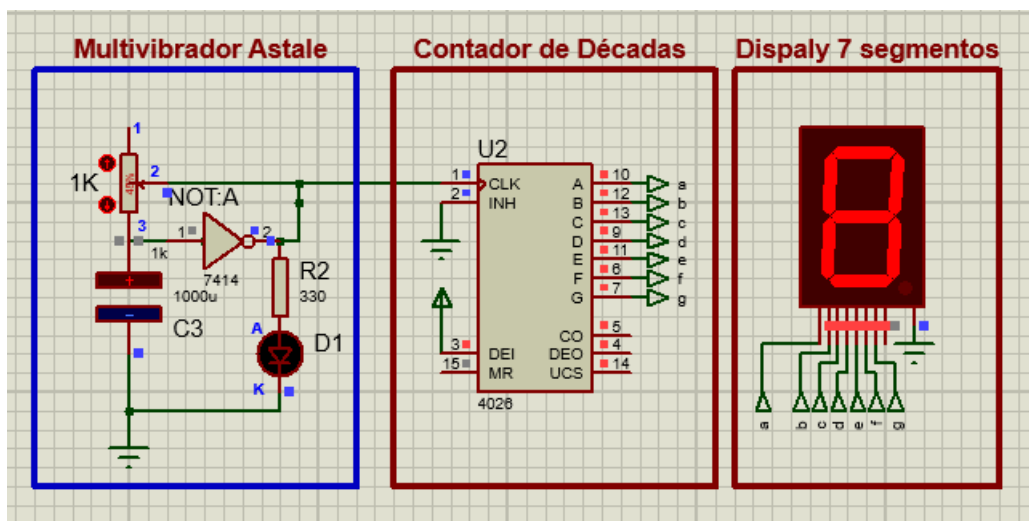 Multivibrador Astale
Contador de Décadas
Dispaly 7 segmentos
1
2
3
1K
45%
NOT:A
1
2
1k
7414
1000u
C3
R2
330
A
D1
K
U2
1 CLK
2 INH
3 DEI
15 MR
A 10 a
B 12 b
C 13 c
D 9 d
E 11 e
F 6 f
G 7 g
CO 5
DEO 4
UCS 14
4026
a b c d e f g